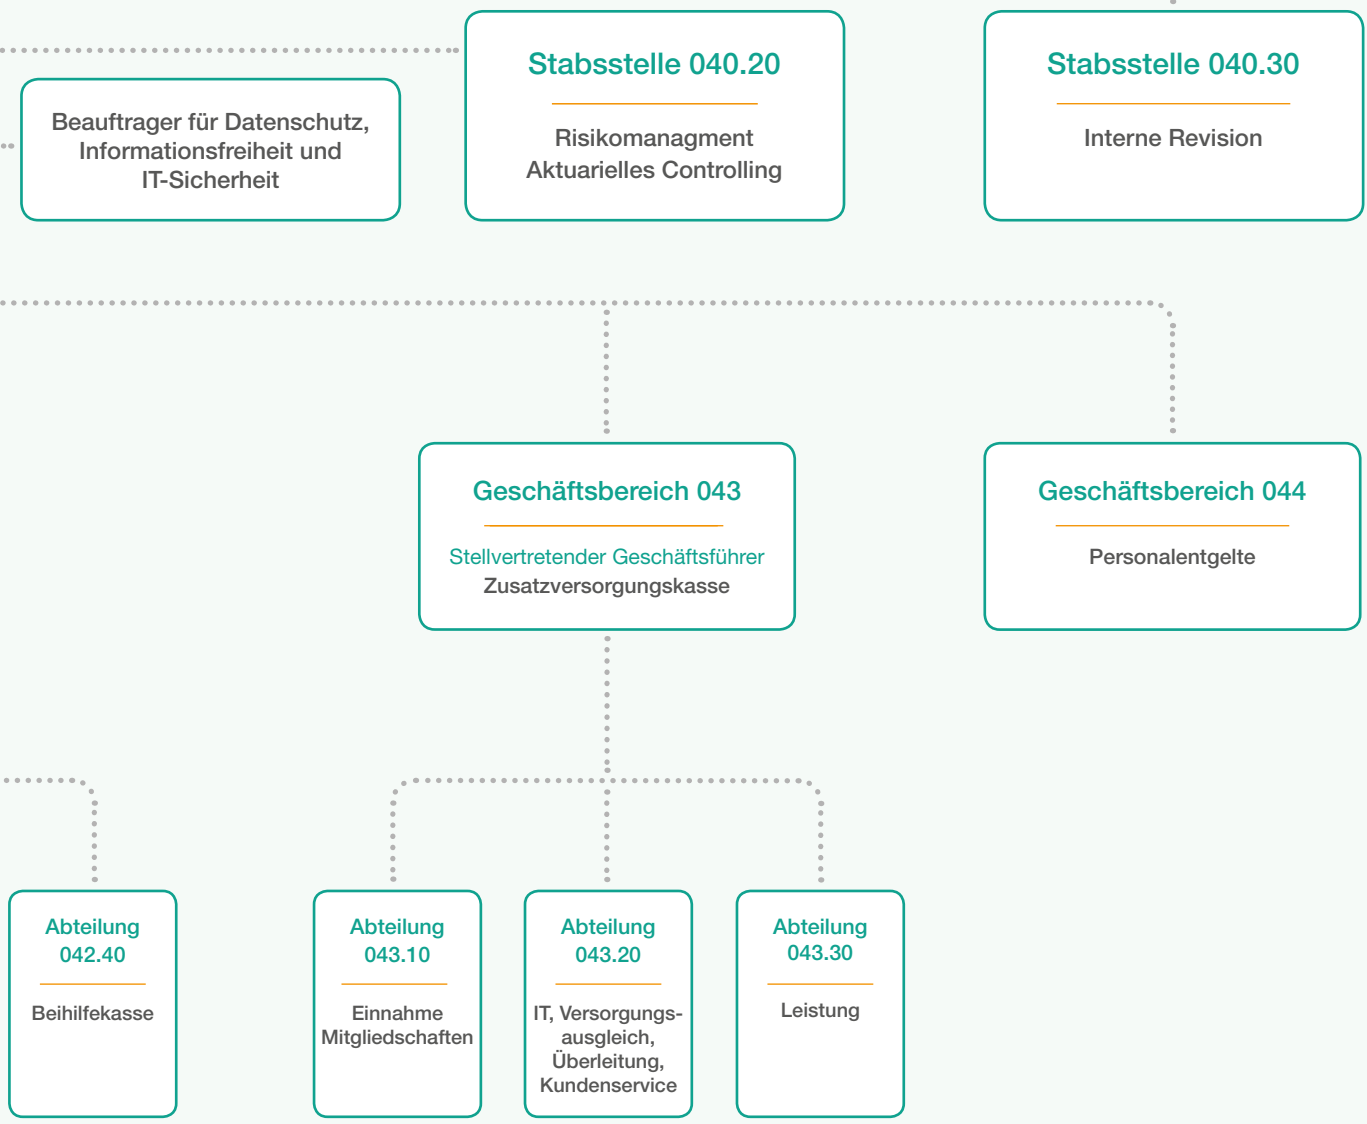 Stabsstelle 040.20
Risikomanagment
Aktuarielles Controlling
Stabsstelle 040.30
Interne Revision
Beauftrager für Datenschutz,
Informationsfreiheit und
IT-Sicherheit
Geschäftsbereich 043
Stellvertretender Geschäftsführer
Zusatzversorgungskasse
Geschäftsbereich 044
Personalentgelte
Abteilung
042.40
Beihilfekasse
Abteilung
043.10
Einnahme
Mitgliedschaften
Abteilung
043.20
IT, Versorgungs-
ausgleich,
Überleitung,
Kundenservice
Abteilung
043.30
Leistung